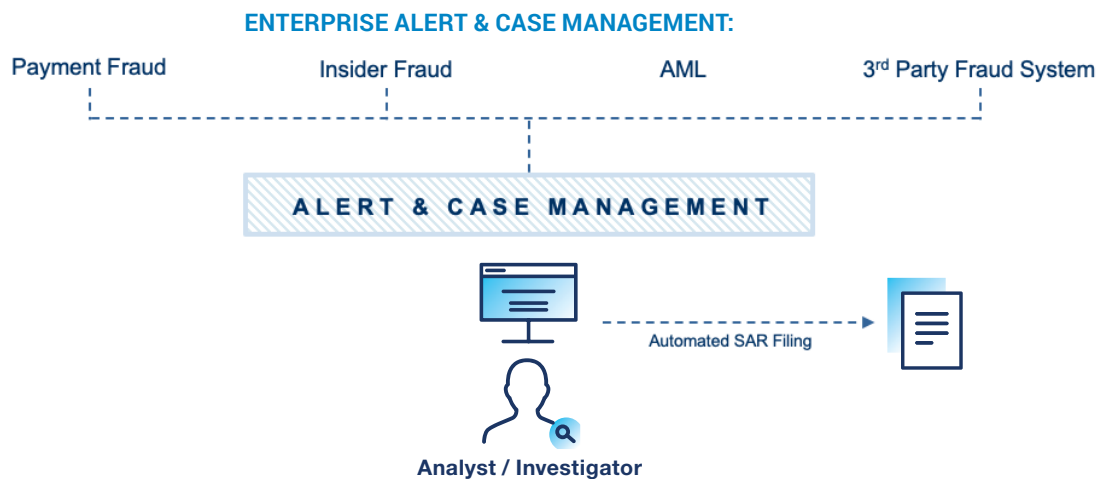 ENTERPRISE ALERT & CASE MANAGEMENT:
Payment Fraud
Insider Fraud
AML
3rd Party Fraud System
ALERT & CASE MANAGEMENT
Automated SAR Filing
Analyst / Investigator